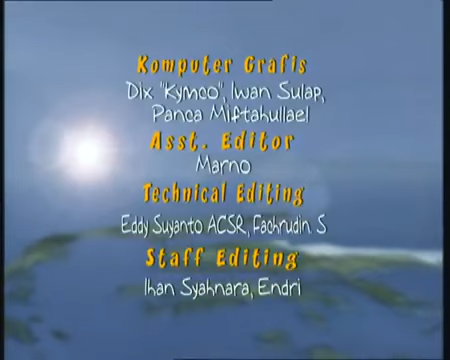 Komputer Grafis
Dix "Kymco", Iwan Sulap,
Panca Miftahullael
Asst. Editor
Marno
Technical Editing
Eddy Suyanto ACSR, Fachrudin S
Staff Editing
Ihan Syahnara, Endri